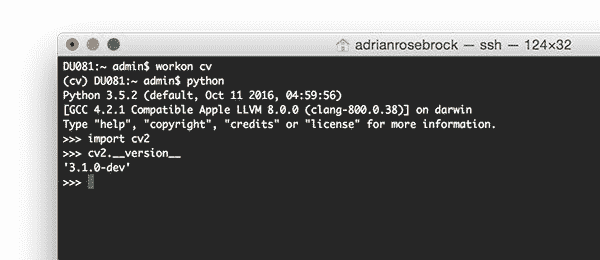 adrianrosebrock — ssh — 124×32
DU081:~ admin$ workon cv
(cv) DU081:~ admin$ python
Python 3.5.2 (default, Oct 11 2016, 04:59:56)
[GCC 4.2.1 Compatible Apple LLVM 8.0.0 (clang-800.0.38)] on darwin
Type "help", "copyright", "credits" or "license" for more information.
>>> import cv2
>>> cv2.__version__
'3.1.0-dev'
>>>